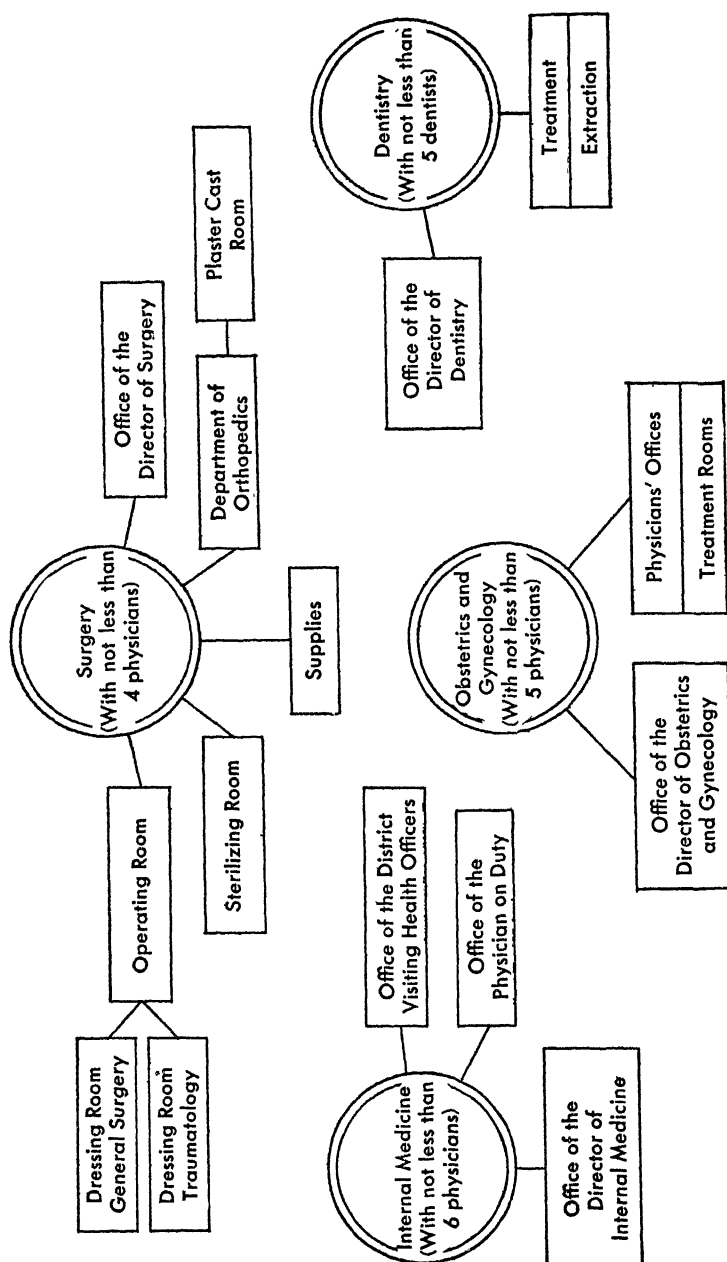 Dressing Room
General Surgery
Dressing Room
Traumatology
Operating Room
Sterilizing Room
Surgery
(With not less than
4 physicians)
Supplies
Office of the
Director of Surgery
Department of
Orthopedics
Plaster Cast
Room
Internal Medicine
(With not less than
6 physicians)
Office of the District
Visiting Health Officers
Office of the
Physician on Duty
Office of the
Director of
Internal Medicine
Obstetrics and
Gynecology
(With not less than
5 physicians)
Office of the
Director of Obstetrics
and Gynecology
Physicians' Offices
Treatment Rooms
Dentistry
(With not less than
5 dentists)
Office of the
Director of
Dentistry
Treatment
Extraction